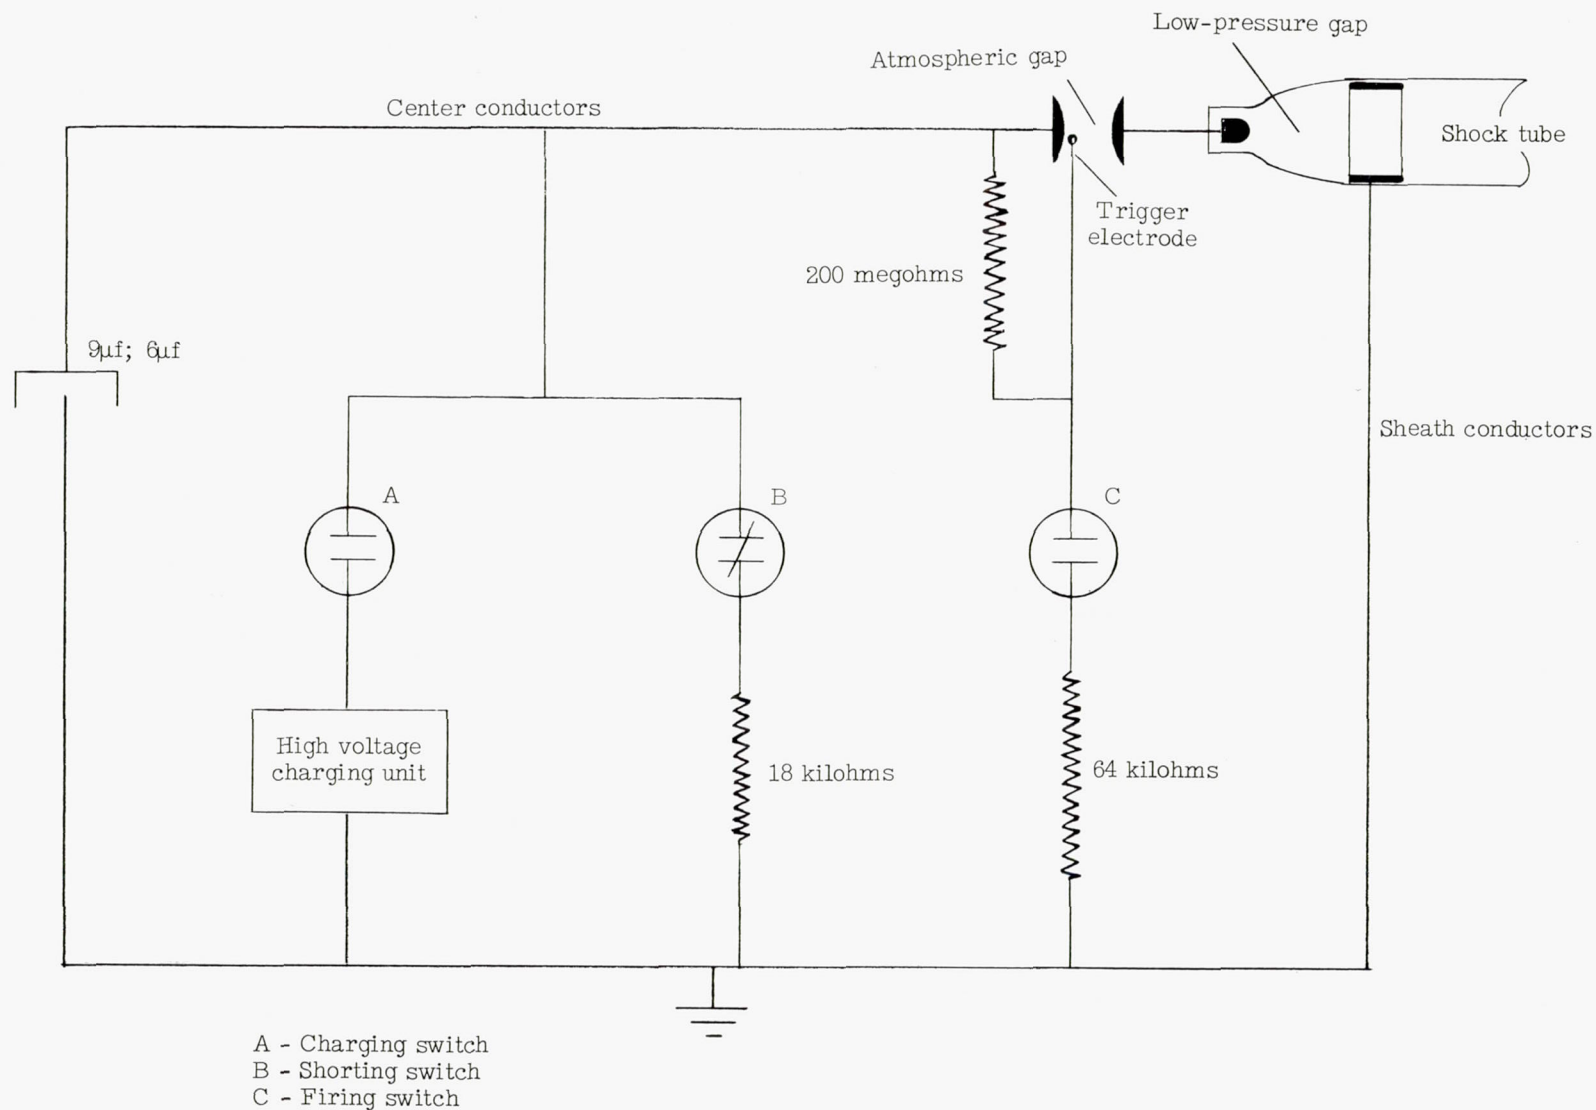 Low-pressure gap
Atmospheric gap
Center conductors
Shock tube
Trigger
electrode
200 megohms
9μf; 6μf
Sheath conductors
A
B
C
High voltage
charging unit
18 kilohms
64 kilohms
A - Charging switch
B - Shorting switch
C - Firing switch